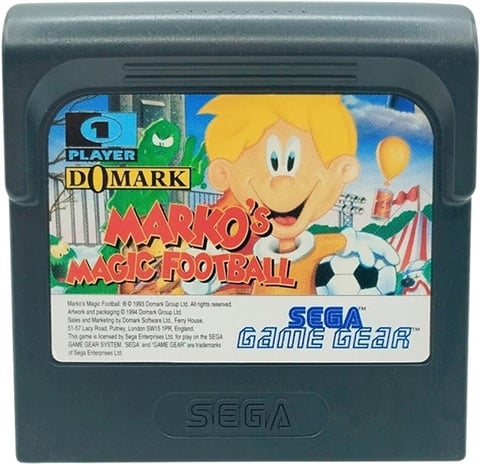 1
PLAYER
DOMARK
MARKO's
MAGIC FOOTBALL
Marko's Magic Football: ® © 1993 Domark Group Ltd. All rights reserved.
Artwork and packaging © 1994 Domark Group Ltd.
Sales and Marketing by Domark Software Ltd., Ferry House,
51-57 Lacy Road, Putney, London SW15 1PR, England.
This game is licensed by Sega Enterprises Ltd. for play on the SEGA
GAME GEAR SYSTEM. "SEGA" and "GAME GEAR" are trademarks
of Sega Enterprises Ltd.
SEGA
GAME GEAR™
SEGA